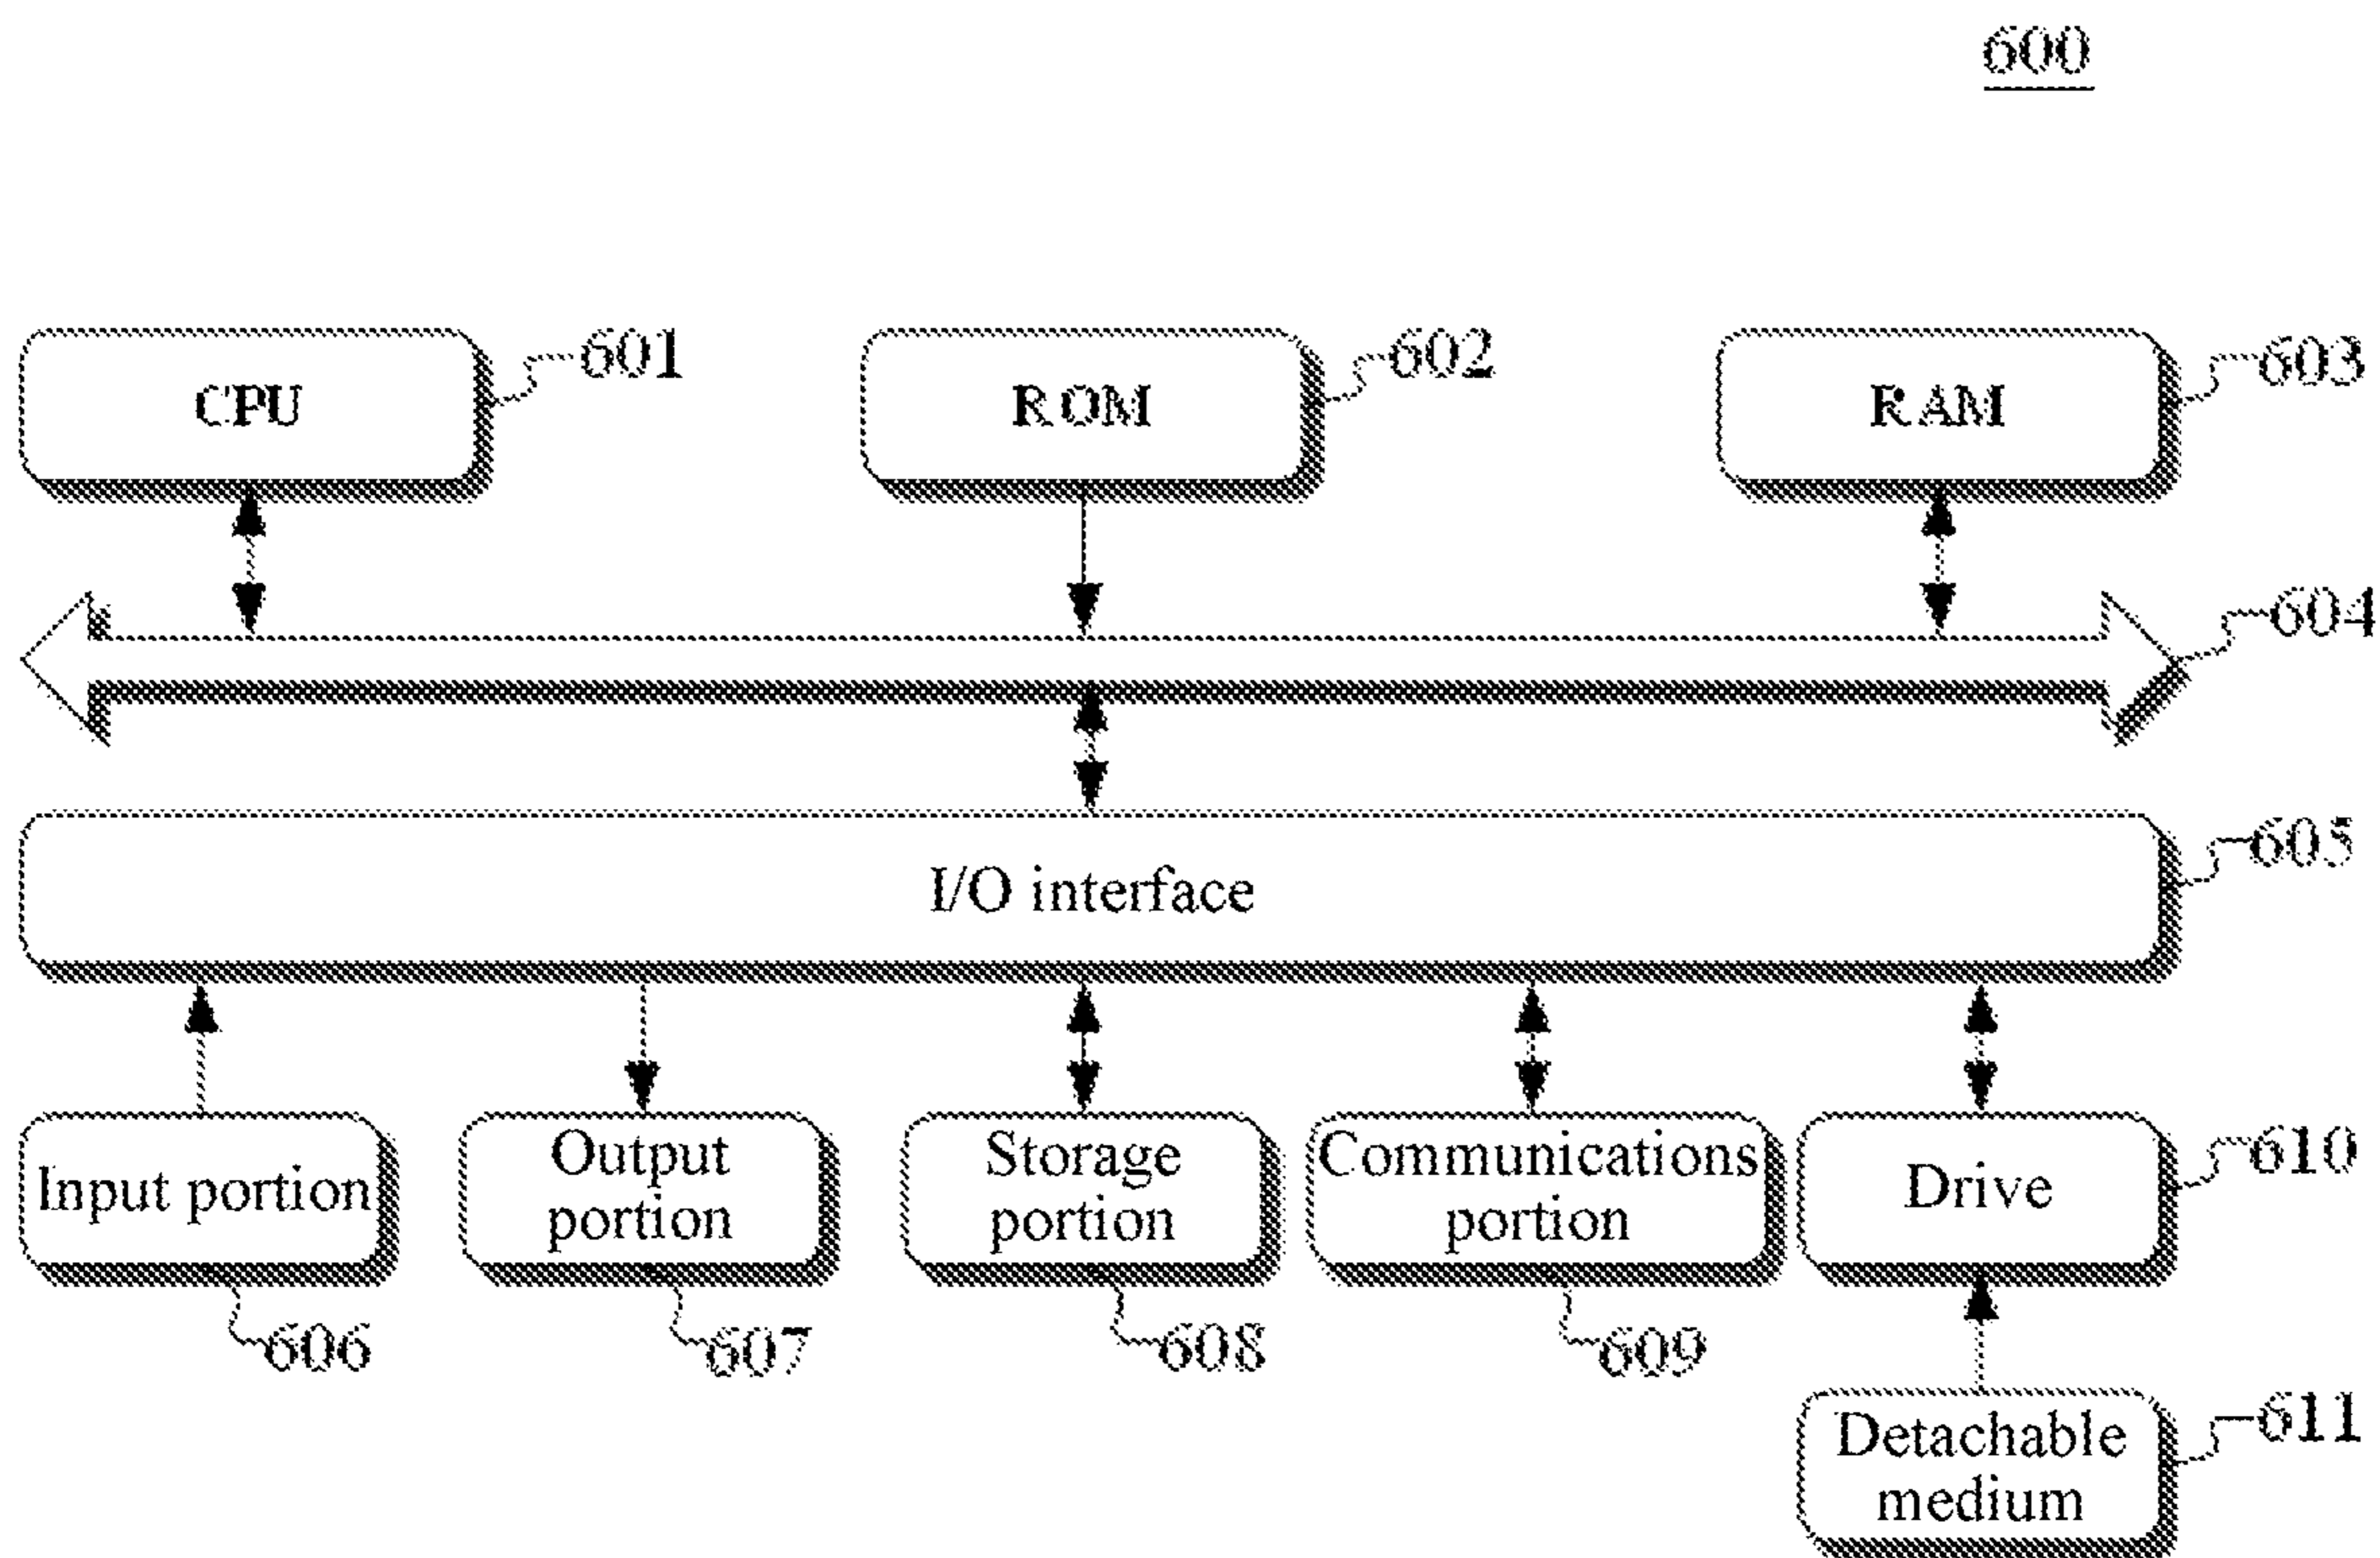 600
CPU
601
ROM
602
RAM
603
604
I/O interface
605
Input portion
606
Output
portion
607
Storage
portion
608
Communications
portion
609
Drive
610
Detachable
medium
611